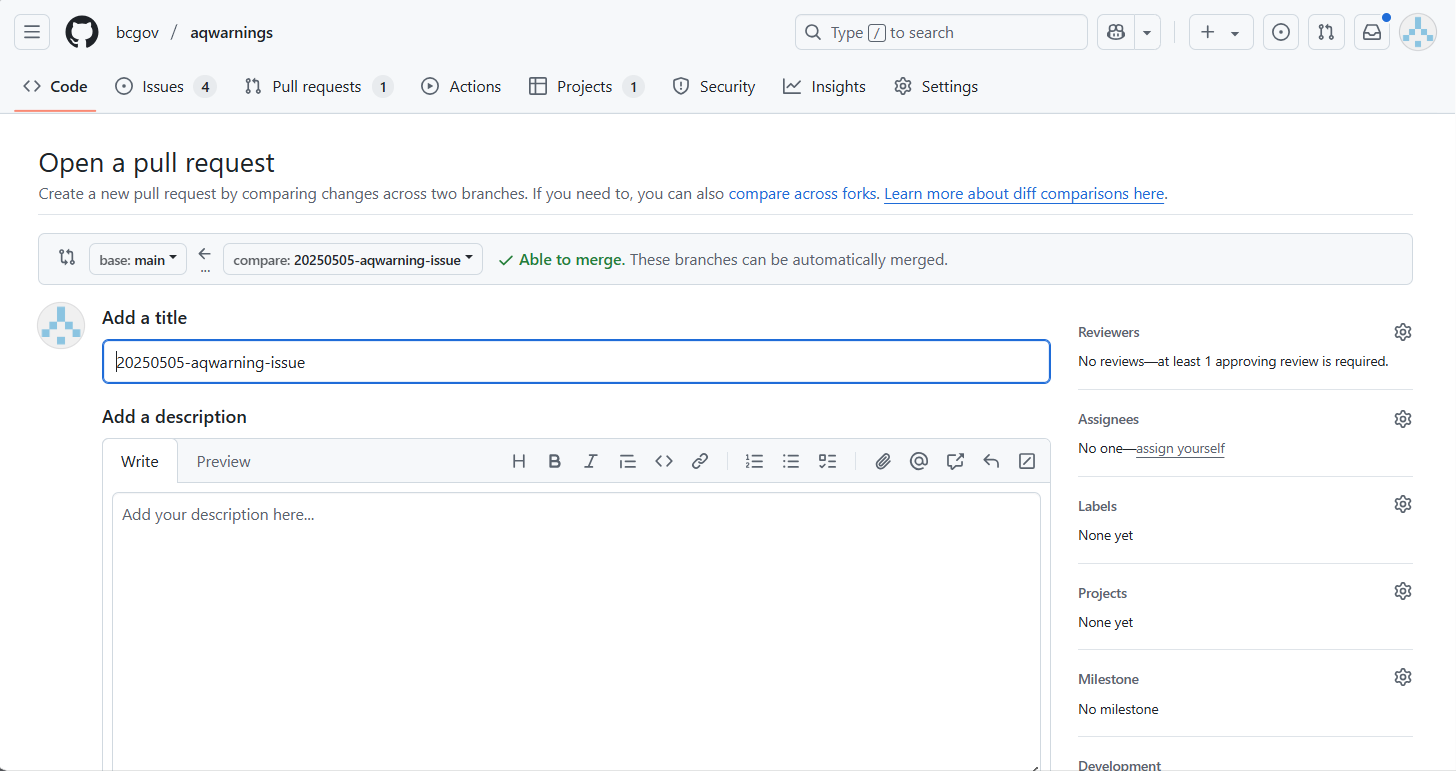 bcgov / aqwarnings
Type / to search
Code Issues 4 Pull requests 1 Actions Projects 1 Security Insights Settings
Open a pull request
Create a new pull request by comparing changes across two branches. If you need to, you can also compare across forks. Learn more about diff comparisons here.
base: main ← ... compare: 20250505-aqwarning-issue Able to merge. These branches can be automatically merged.
Add a title
20250505-aqwarning-issue
Add a description
Write Preview
Add your description here...
Reviewers
No reviews—at least 1 approving review is required.
Assignees
No one—assign yourself
Labels
None yet
Projects
None yet
Milestone
No milestone
Development